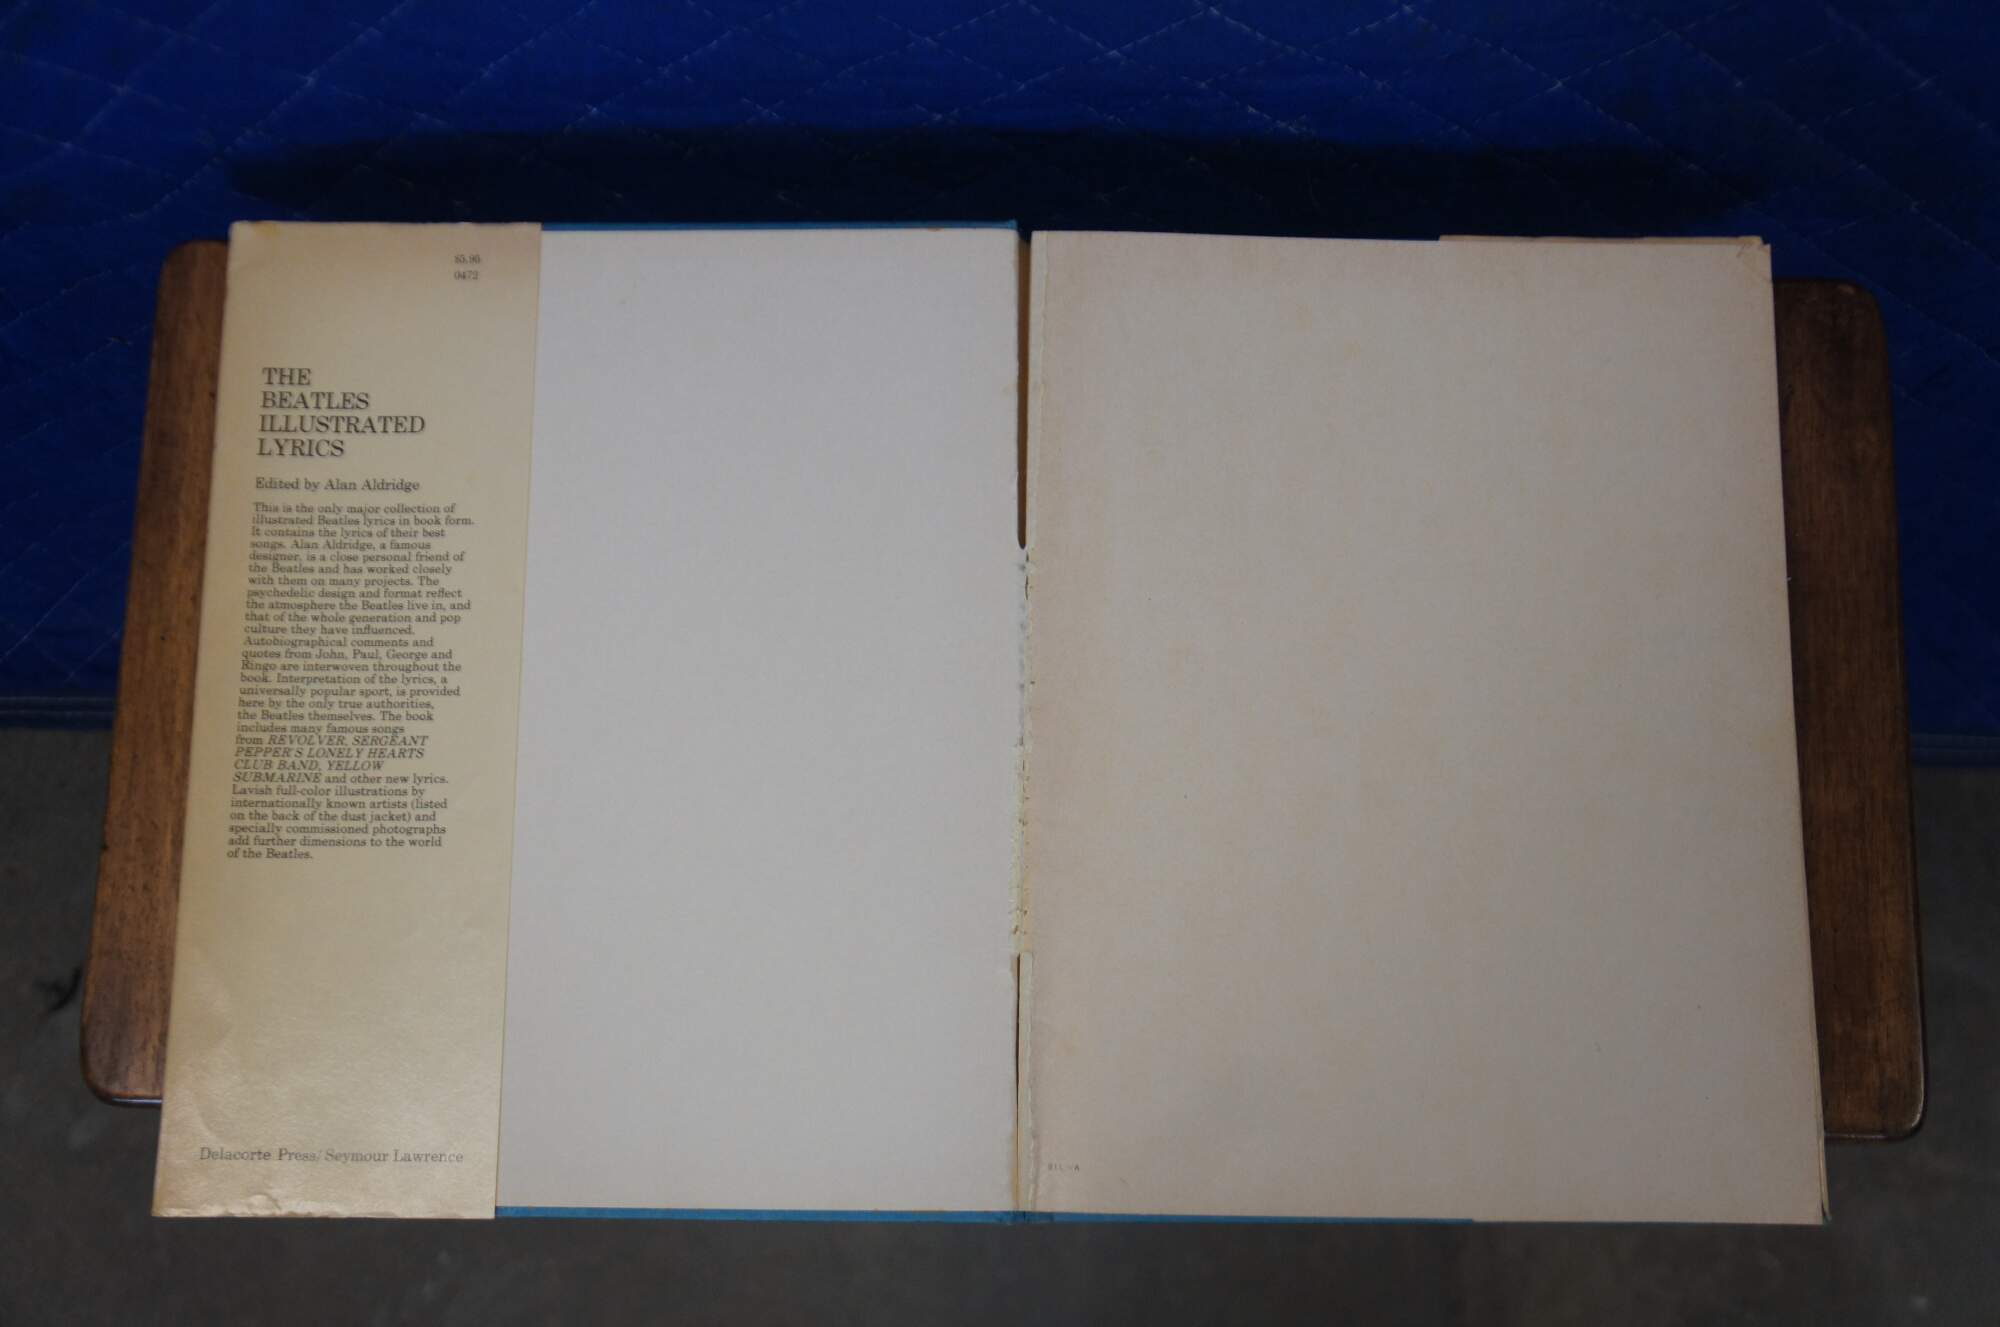 $5.95
0472
THE
BEATLES
ILLUSTRATED
LYRICS
Edited by Alan Aldridge
This is the only major collection of
illustrated Beatles lyrics in book form.
It contains the lyrics of their best
songs. Alan Aldridge, a famous
designer, is a close personal friend of
the Beatles and has worked closely
with them on many projects. The
psychedelic design and format reflect
the atmosphere the Beatles live in, and
that of the whole generation and pop
culture they have influenced.
Autobiographical comments and
quotes from John, Paul, George and
Ringo are interwoven throughout the
book. Interpretation of the lyrics, a
universally popular sport, is provided
here by the only true authorities,
the Beatles themselves. The book
includes many famous songs
from REVOLVER, SERGEANT
PEPPER'S LONELY HEARTS
CLUB BAND, YELLOW
SUBMARINE and other new lyrics.
Lavish full-color illustrations by
internationally known artists (listed
on the back of the dust jacket) and
specially commissioned photographs
add further dimensions to the world
of the Beatles.
Delacorte Press/Seymour Lawrence